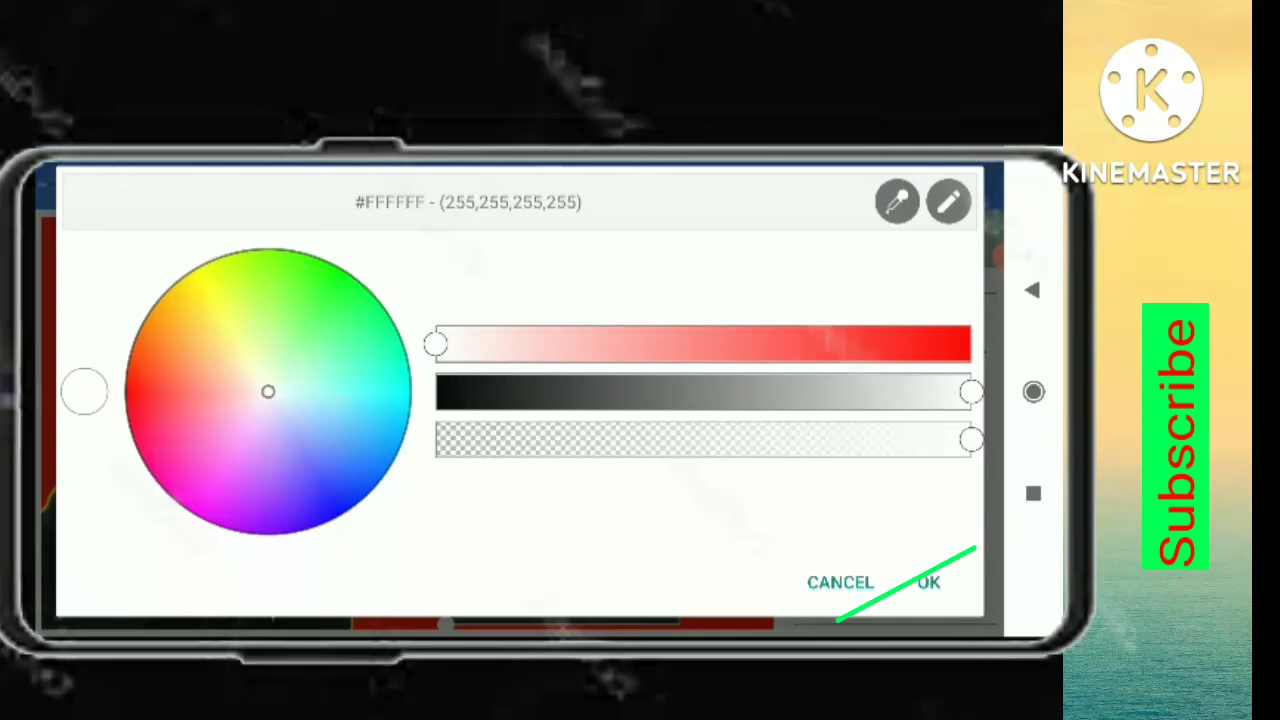 #FFFFFF - (255,255,255,255)
CANCEL
OK
K
KINEMASTER
Subscribe